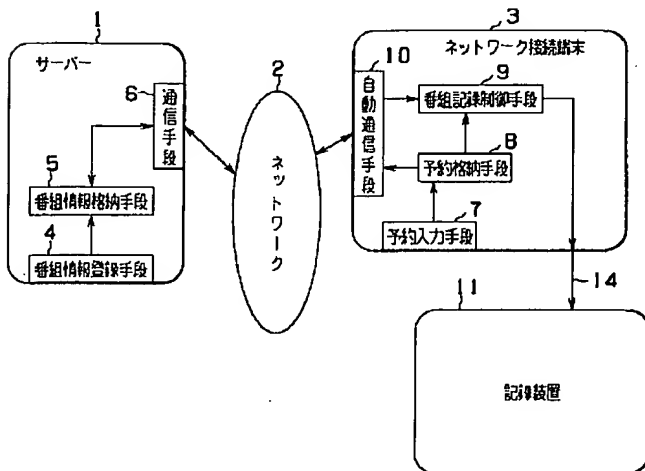 1
サーバー
6
通信手段
5
番組情報格納手段
4
番組情報登録手段
2
ネットワーク
3
ネットワーク接続端末
10
自動通信手段
9
番組記録制御手段
8
予約格納手段
7
予約入力手段
14
11
記録装置